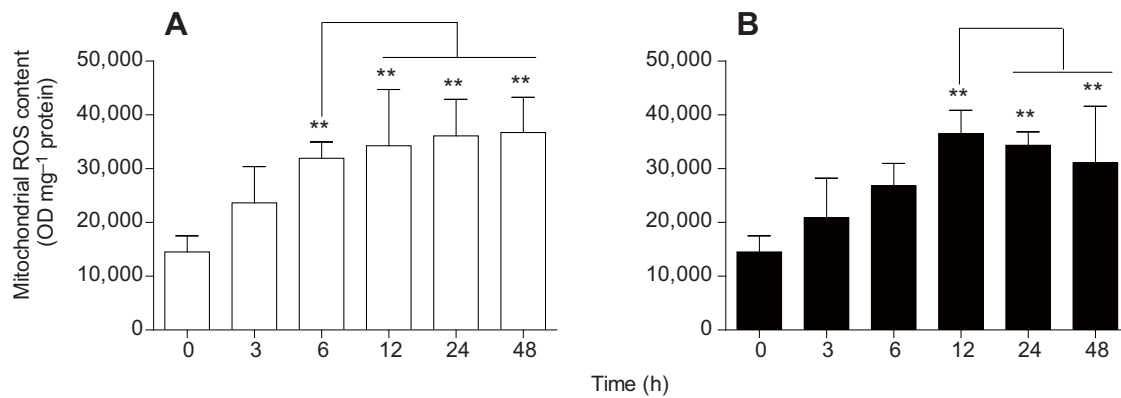 A
B
Mitochondrial ROS content
(OD mg⁻¹ protein)
50,000
40,000
30,000
20,000
10,000
0
** ** ** **
0 3 6 12 24 48
50,000
40,000
30,000
20,000
10,000
0
** ** **
0 3 6 12 24 48
Time (h)